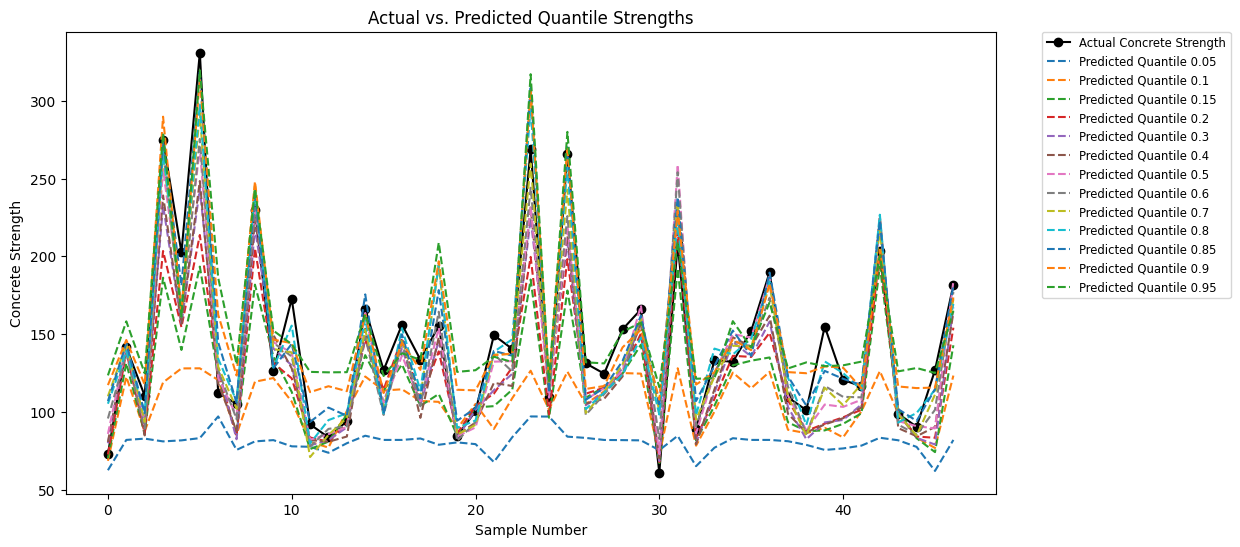 Actual vs. Predicted Quantile Strengths
Concrete Strength
300
250
200
150
100
50
0
10
20
30
40
Sample Number
Actual Concrete Strength
Predicted Quantile 0.05
Predicted Quantile 0.1
Predicted Quantile 0.15
Predicted Quantile 0.2
Predicted Quantile 0.3
Predicted Quantile 0.4
Predicted Quantile 0.5
Predicted Quantile 0.6
Predicted Quantile 0.7
Predicted Quantile 0.8
Predicted Quantile 0.85
Predicted Quantile 0.9
Predicted Quantile 0.95